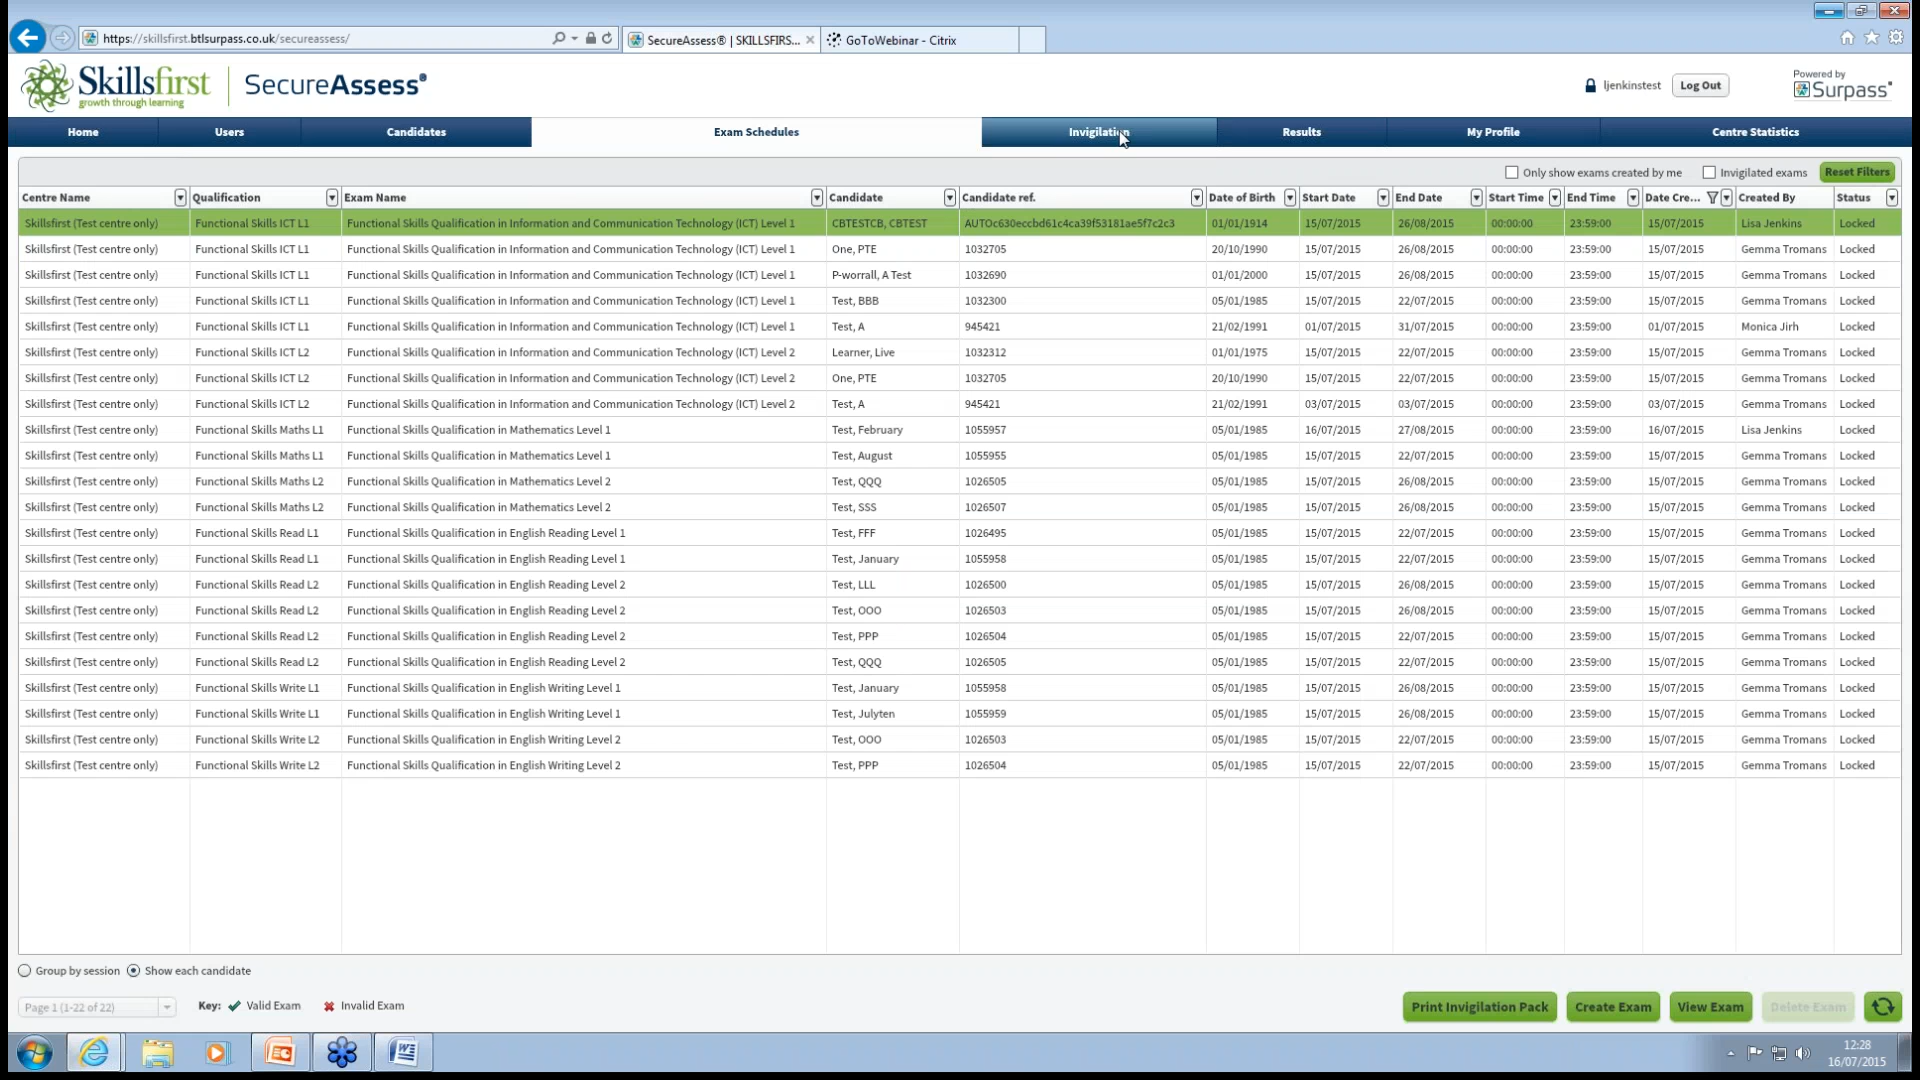 https://skillsfirst.btlsurpass.co.uk/secureassess/
SecureAssess® | SKILLSFIRS...
GoToWebinar - Citrix
Skillsfirst
growth through learning
SecureAssess®
ljenkinstest
Log Out
Powered by
Surpass
Home Users Candidates Exam Schedules Invigilation Results My Profile Centre Statistics
Only show exams created by me Invigilated exams Reset Filters
Centre Name Qualification Exam Name Candidate Candidate ref. Date of Birth Start Date End Date Start Time End Time Date Cre... Created By Status
Skillsfirst (Test centre only) Functional Skills ICT L1 Functional Skills Qualification in Information and Communication Technology (ICT) Level 1 CBTESTCB, CBTEST AUTOc630eccbd61c4ca39f53181ae5f7c2c3 01/01/1914 15/07/2015 26/08/2015 00:00:00 23:59:00 15/07/2015 Lisa Jenkins Locked
Skillsfirst (Test centre only) Functional Skills ICT L1 Functional Skills Qualification in Information and Communication Technology (ICT) Level 1 One, PTE 1032705 20/10/1990 15/07/2015 26/08/2015 00:00:00 23:59:00 15/07/2015 Gemma Tromans Locked
Skillsfirst (Test centre only) Functional Skills ICT L1 Functional Skills Qualification in Information and Communication Technology (ICT) Level 1 P-worrall, A Test 1032690 01/01/2000 15/07/2015 26/08/2015 00:00:00 23:59:00 15/07/2015 Gemma Tromans Locked
Skillsfirst (Test centre only) Functional Skills ICT L1 Functional Skills Qualification in Information and Communication Technology (ICT) Level 1 Test, BBB 1032300 05/01/1985 15/07/2015 22/07/2015 00:00:00 23:59:00 15/07/2015 Gemma Tromans Locked
Skillsfirst (Test centre only) Functional Skills ICT L1 Functional Skills Qualification in Information and Communication Technology (ICT) Level 1 Test, A 945421 21/02/1991 01/07/2015 31/07/2015 00:00:00 23:59:00 01/07/2015 Monica Jirh Locked
Skillsfirst (Test centre only) Functional Skills ICT L2 Functional Skills Qualification in Information and Communication Technology (ICT) Level 2 Learner, Live 1032312 01/01/1975 15/07/2015 22/07/2015 00:00:00 23:59:00 15/07/2015 Gemma Tromans Locked
Skillsfirst (Test centre only) Functional Skills ICT L2 Functional Skills Qualification in Information and Communication Technology (ICT) Level 2 One, PTE 1032705 20/10/1990 15/07/2015 22/07/2015 00:00:00 23:59:00 15/07/2015 Gemma Tromans Locked
Skillsfirst (Test centre only) Functional Skills ICT L2 Functional Skills Qualification in Information and Communication Technology (ICT) Level 2 Test, A 945421 21/02/1991 03/07/2015 03/07/2015 00:00:00 23:59:00 03/07/2015 Gemma Tromans Locked
Skillsfirst (Test centre only) Functional Skills Maths L1 Functional Skills Qualification in Mathematics Level 1 Test, February 1055957 05/01/1985 16/07/2015 27/08/2015 00:00:00 23:59:00 16/07/2015 Lisa Jenkins Locked
Skillsfirst (Test centre only) Functional Skills Maths L1 Functional Skills Qualification in Mathematics Level 1 Test, August 1055955 05/01/1985 15/07/2015 22/07/2015 00:00:00 23:59:00 15/07/2015 Gemma Tromans Locked
Skillsfirst (Test centre only) Functional Skills Maths L2 Functional Skills Qualification in Mathematics Level 2 Test, QQQ 1026505 05/01/1985 15/07/2015 26/08/2015 00:00:00 23:59:00 15/07/2015 Gemma Tromans Locked
Skillsfirst (Test centre only) Functional Skills Maths L2 Functional Skills Qualification in Mathematics Level 2 Test, SSS 1026507 05/01/1985 15/07/2015 26/08/2015 00:00:00 23:59:00 15/07/2015 Gemma Tromans Locked
Skillsfirst (Test centre only) Functional Skills Read L1 Functional Skills Qualification in English Reading Level 1 Test, FFF 1026495 05/01/1985 15/07/2015 22/07/2015 00:00:00 23:59:00 15/07/2015 Gemma Tromans Locked
Skillsfirst (Test centre only) Functional Skills Read L1 Functional Skills Qualification in English Reading Level 1 Test, January 1055958 05/01/1985 15/07/2015 22/07/2015 00:00:00 23:59:00 15/07/2015 Gemma Tromans Locked
Skillsfirst (Test centre only) Functional Skills Read L2 Functional Skills Qualification in English Reading Level 2 Test, LLL 1026500 05/01/1985 15/07/2015 26/08/2015 00:00:00 23:59:00 15/07/2015 Gemma Tromans Locked
Skillsfirst (Test centre only) Functional Skills Read L2 Functional Skills Qualification in English Reading Level 2 Test, OOO 1026503 05/01/1985 15/07/2015 26/08/2015 00:00:00 23:59:00 15/07/2015 Gemma Tromans Locked
Skillsfirst (Test centre only) Functional Skills Read L2 Functional Skills Qualification in English Reading Level 2 Test, PPP 1026504 05/01/1985 15/07/2015 22/07/2015 00:00:00 23:59:00 15/07/2015 Gemma Tromans Locked
Skillsfirst (Test centre only) Functional Skills Read L2 Functional Skills Qualification in English Reading Level 2 Test, QQQ 1026505 05/01/1985 15/07/2015 22/07/2015 00:00:00 23:59:00 15/07/2015 Gemma Tromans Locked
Skillsfirst (Test centre only) Functional Skills Write L1 Functional Skills Qualification in English Writing Level 1 Test, January 1055958 05/01/1985 15/07/2015 26/08/2015 00:00:00 23:59:00 15/07/2015 Gemma Tromans Locked
Skillsfirst (Test centre only) Functional Skills Write L1 Functional Skills Qualification in English Writing Level 1 Test, Julyten 1055959 05/01/1985 15/07/2015 26/08/2015 00:00:00 23:59:00 15/07/2015 Gemma Tromans Locked
Skillsfirst (Test centre only) Functional Skills Write L2 Functional Skills Qualification in English Writing Level 2 Test, OOO 1026503 05/01/1985 15/07/2015 22/07/2015 00:00:00 23:59:00 15/07/2015 Gemma Tromans Locked
Skillsfirst (Test centre only) Functional Skills Write L2 Functional Skills Qualification in English Writing Level 2 Test, PPP 1026504 05/01/1985 15/07/2015 22/07/2015 00:00:00 23:59:00 15/07/2015 Gemma Tromans Locked
Group by session Show each candidate
Page 1 (1-22 of 22) Key: Valid Exam Invalid Exam Print Invigilation Pack Create Exam View Exam Delete Exam
12:28
16/07/2015